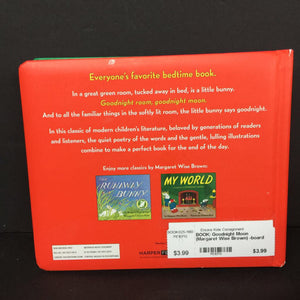 Everyone's favorite bedtime book.
In a great green room, tucked away in bed, is a little bunny.
Goodnight room, goodnight moon.
And to all the familiar things in the softly lit room, the little bunny says goodnight.
In this classic of modern children's literature, beloved by generations of readers
and listeners, the quiet poetry of the words and the gentle, lulling illustrations
combine to make a perfect book for the end of the day.
Enjoy more classics by Margaret Wise Brown:
RUNAWAY
BUNNY
MY WORLD
HARPER
Encore Kids Consignment
BOOK: Goodnight Moon
(Margaret Wise Brown) -board
$3.99
$3.99